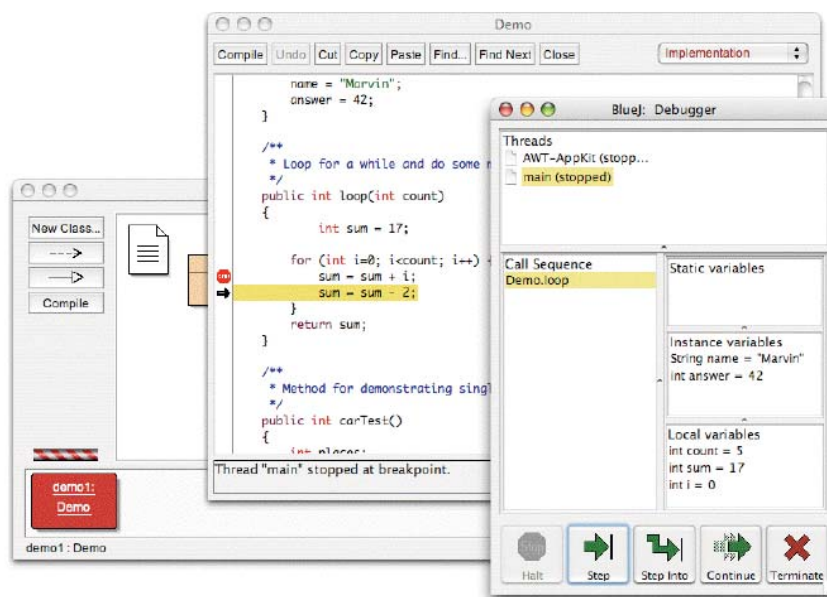 Demo
Compile Undo Cut Copy Paste Find... Find Next Close
Implementation
name = "Marvin";
answer = 42;
}
/**
* Loop for a while and do some
*/
public int loop(int count)
{
int sum = 17;
for (int i=0; i<count; i++) {
sum = sum + i;
sum = sum - 2;
}
return sum;
}
/**
* Method for demonstrating singl
*/
public int carTest()
{
int places;
Thread "main" stopped at breakpoint.
New Class...
Compile
demo1:
Demo
demo1 : Demo
BlueJ: Debugger
Threads
AWT-AppKit (stopp...
main (stopped)
Call Sequence
Demo.loop
Static variables
Instance variables
String name = "Marvin"
int answer = 42
Local variables
int count = 5
int sum = 17
int i = 0
Stop
Halt
Step
Step Into
Continue
Terminate